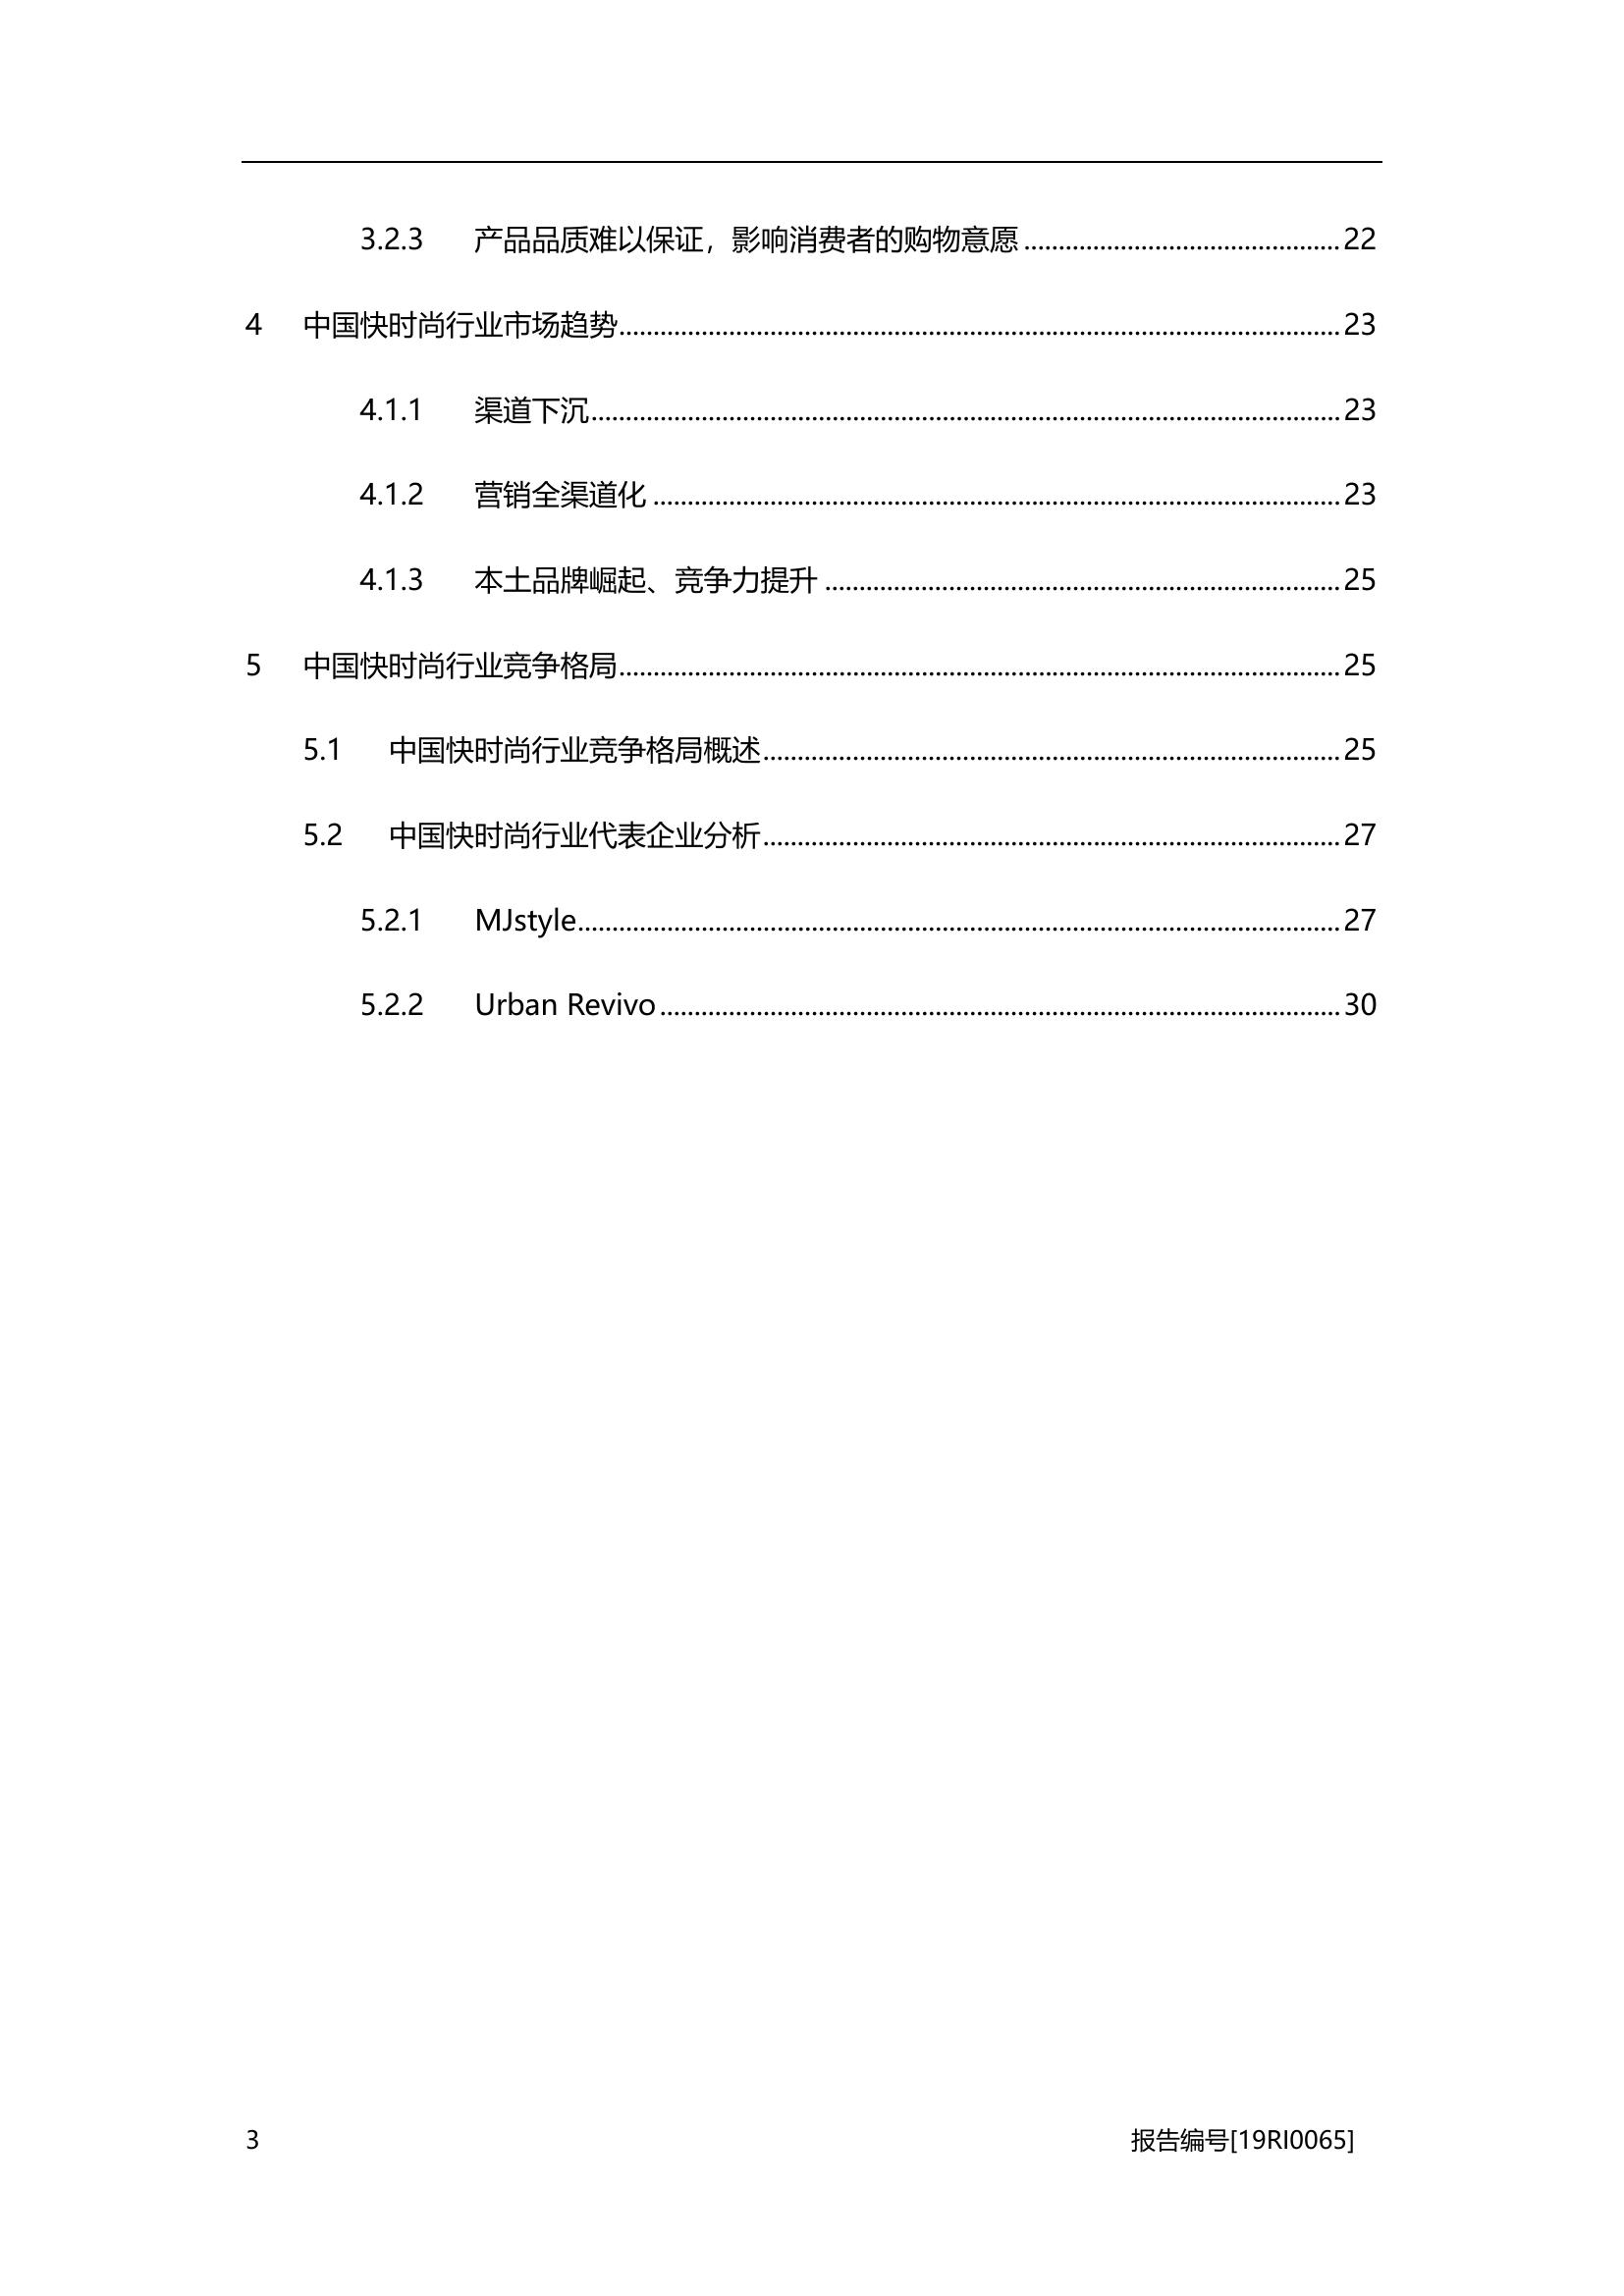 3.2.3 产品品质难以保证，影响消费者的购物意愿 .............................................. 22
4 中国快时尚行业市场趋势.......................................................................................................... 23
4.1.1 渠道下沉.............................................................................................................. 23
4.1.2 营销全渠道化 ..................................................................................................... 23
4.1.3 本土品牌崛起、竞争力提升 ........................................................................... 25
5 中国快时尚行业竞争格局.......................................................................................................... 25
5.1 中国快时尚行业竞争格局概述..................................................................................... 25
5.2 中国快时尚行业代表企业分析..................................................................................... 27
5.2.1 MJstyle................................................................................................................ 27
5.2.2 Urban Revivo .................................................................................................... 30
3 报告编号[19RI0065]